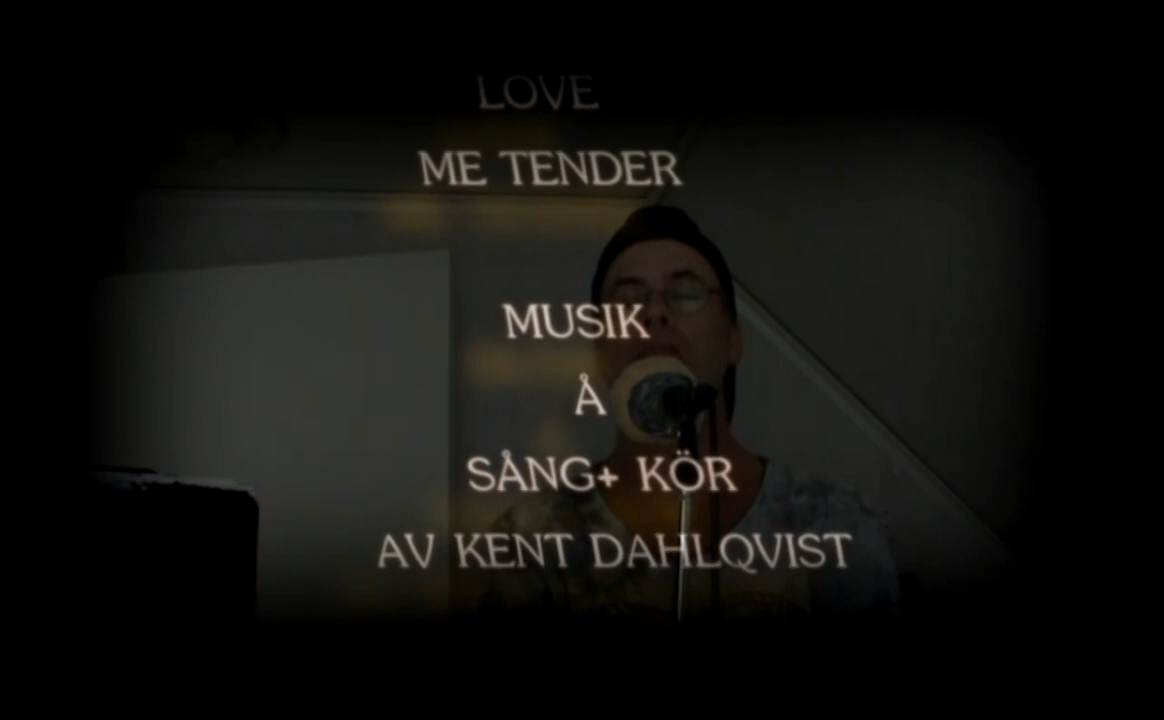 LOVE
ME TENDER
MUSIK
Å
SÅNG+ KÖR
AV KENT DAHLQVIST